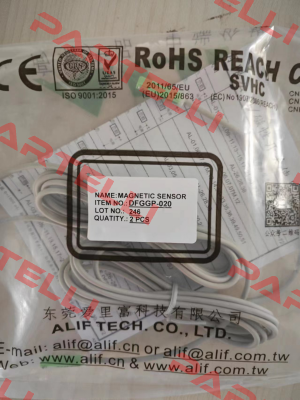 RoHS REACH
SVHC
CE
ISO 9001:2015
2011/65/EU
(EU)2015/863
NAME:MAGNETIC SENSOR
ITEM NO.: DFGGP-020
LOT NO.: 246
QUATITY.: 2 PCS
东莞爱里富科技有限公司
ALIF TECH. CO., LTD.
E-mail: alif@alif.cn or alif@alif.com.tw
Web: www.alif.cn & www.alif.com.tw